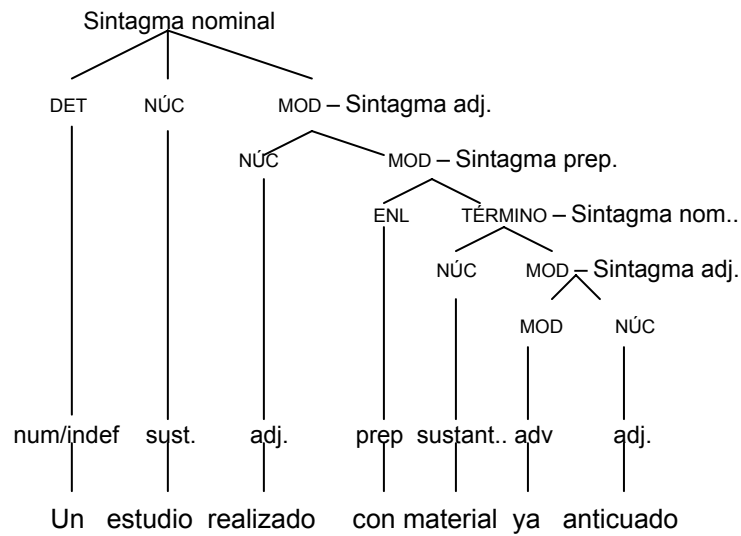 Sintagma nominal
DET NÚC MOD – Sintagma adj.
NÚC MOD – Sintagma prep.
ENL TÉRMINO – Sintagma nom..
NÚC MOD – Sintagma adj.
MOD NÚC
num/indef sust. adj. prep sustant.. adv adj.
Un estudio realizado con material ya anticuado